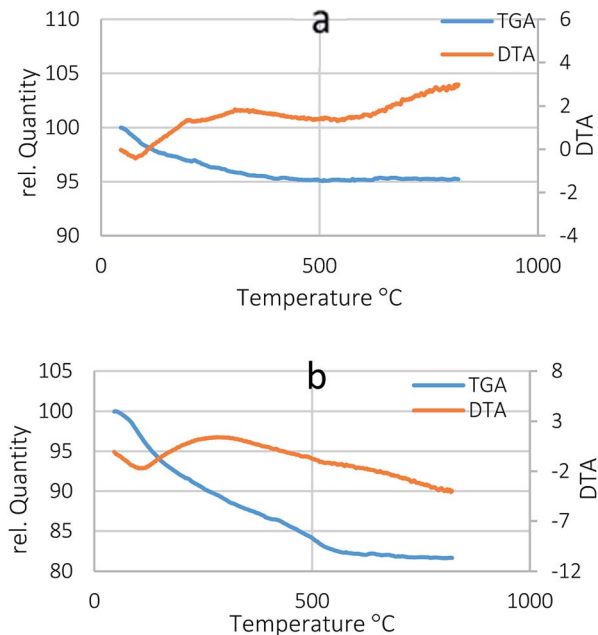 a
110
105
100
95
90
rel. Quantity
TGA
DTA
6
4
2
0
-2
-4
DTA
0
500
1000
Temperature °C
b
105
100
95
90
85
80
rel. Quantity
TGA
DTA
8
3
-2
-7
-12
DTA
0
500
1000
Temperature °C